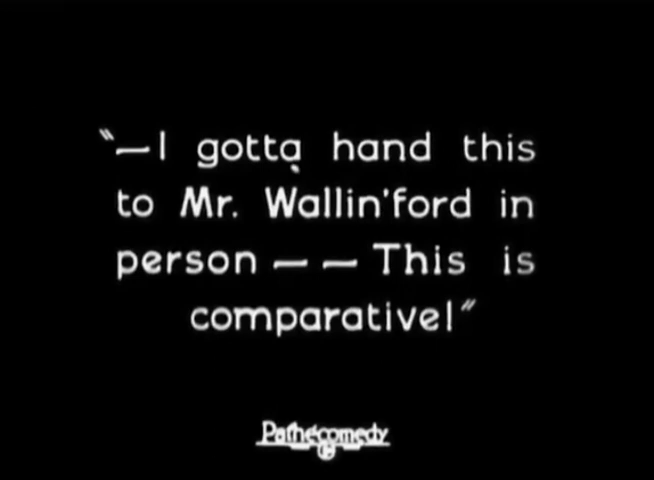 "—I gotta hand this
to Mr. Wallin'ford in
person — — This is
comparative!"
Pathécomedy